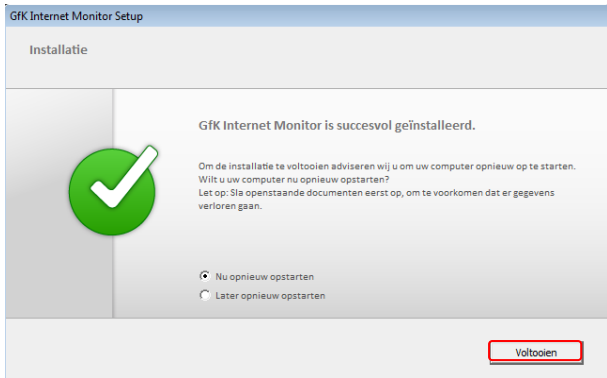 GfK Internet Monitor Setup
Installatie
GfK Internet Monitor is succesvol geïnstalleerd.
Om de installatie te voltooien adviseren wij u om uw computer opnieuw op te starten.
Wilt u uw computer nu opnieuw opstarten?
Let op: Sla openstaande documenten eerst op, om te voorkomen dat er gegevens
verloren gaan.
Nu opnieuw opstarten
Later opnieuw opstarten
Voltooien